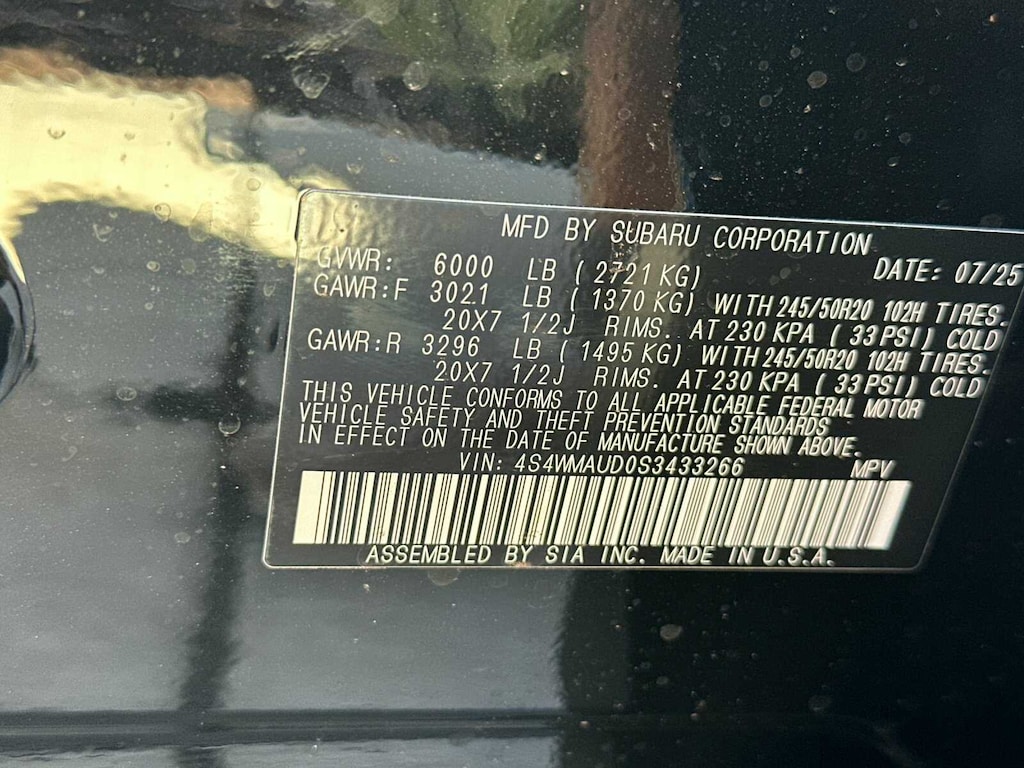 MFD BY SUBARU CORPORATION
GVWR: 6000 LB (2721 KG) DATE: 07/25
GAWR:F 3021 LB (1370 KG) WITH 245/50R20 102H TIRES.
20X7 1/2J RIMS. AT 230 KPA (33 PSI) COLD
GAWR:R 3296 LB (1495 KG) WITH 245/50R20 102H TIRES.
20X7 1/2J RIMS. AT 230 KPA (33 PSI) COLD
THIS VEHICLE CONFORMS TO ALL APPLICABLE FEDERAL MOTOR
VEHICLE SAFETY AND THEFT PREVENTION STANDARDS
IN EFFECT ON THE DATE OF MANUFACTURE SHOWN ABOVE.
VIN: 4S4WMAUD0S3433266 MPV
ASSEMBLED BY SIA INC. MADE IN U.S.A.